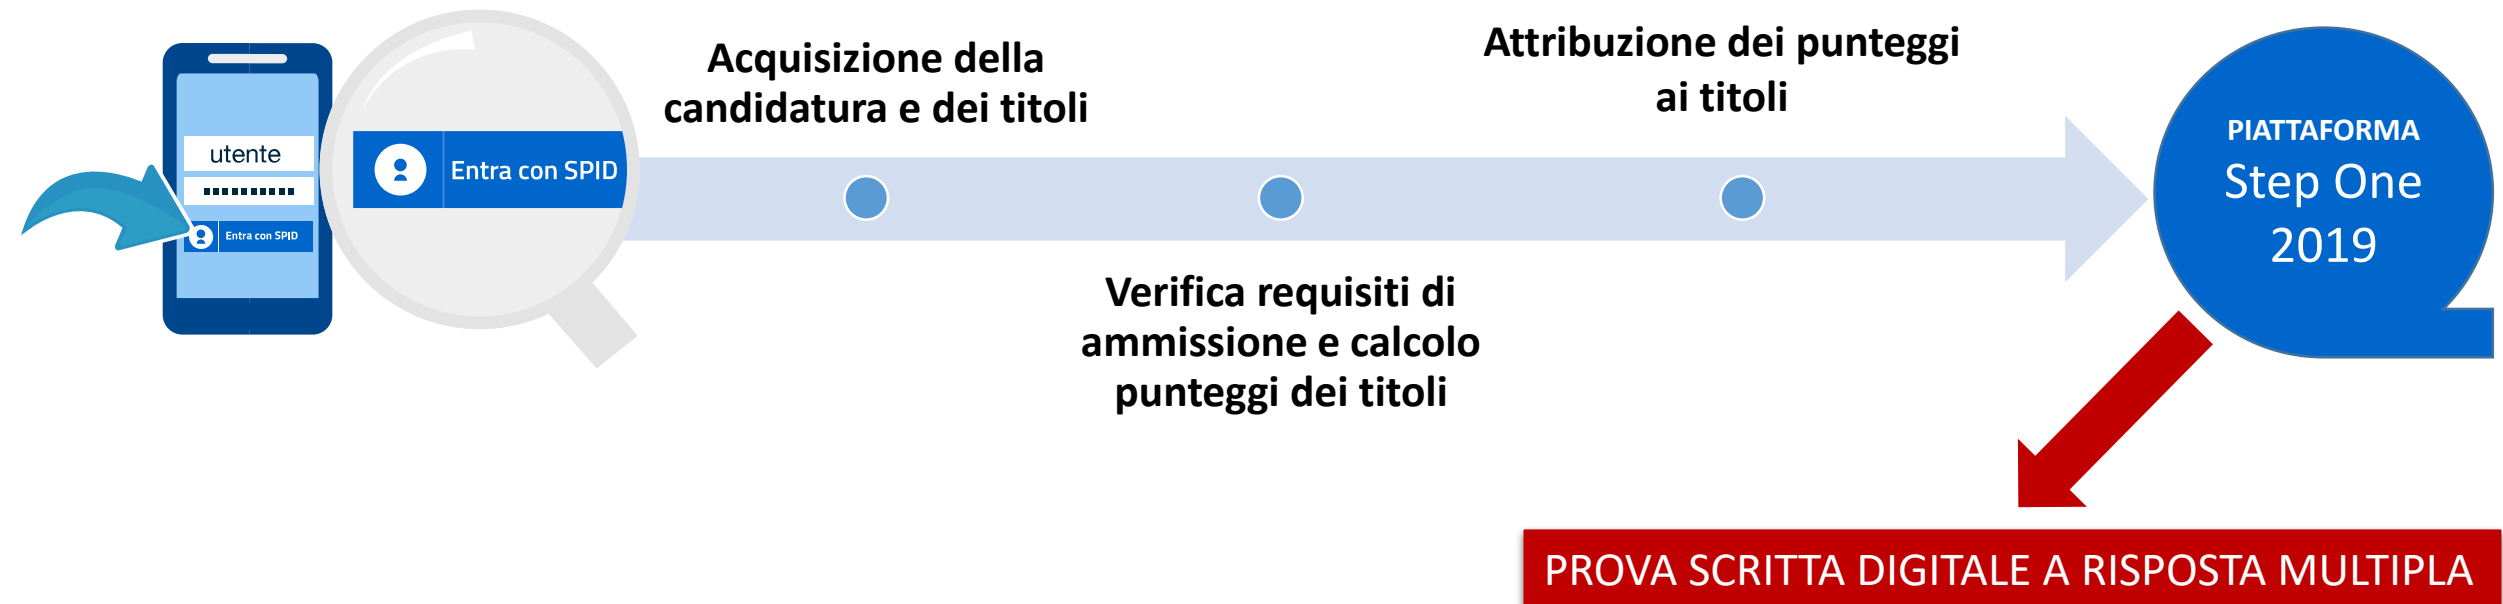 utente
Entra con SPID
Entra con SPID
Acquisizione della
candidatura e dei titoli
Verifica requisiti di
ammissione e calcolo
punteggi dei titoli
Attribuzione dei punteggi
ai titoli
PIATTAFORMA
Step One
2019
PROVA SCRITTA DIGITALE A RISPOSTA MULTIPLA